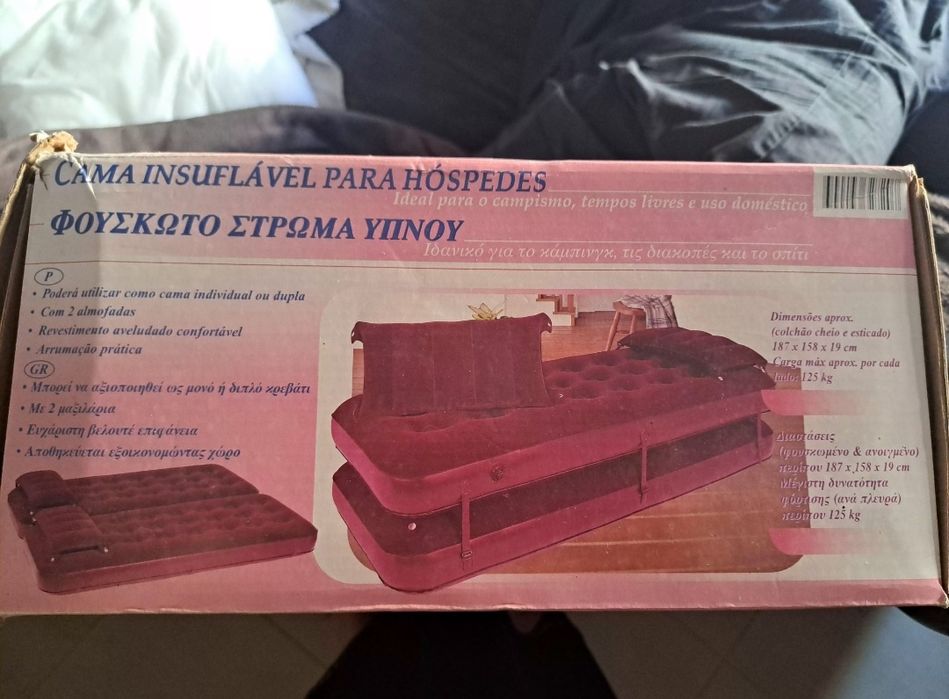 CAMA INSUFLÁVEL PARA HÓSPEDES
Ideal para o campismo, tempos livres e uso doméstico
ΦΟΥΣΚΩΤΟ ΣΤΡΩΜΑ ΥΠΝΟΥ
Ιδανικό για το κάμπινγκ, τις διακοπές και το σπίτι
P
• Poderá utilizar como cama individual ou dupla
• Com 2 almofadas
• Revestimento aveludado confortável
• Arrumação prática
GR
• Μπορεί να αξιοποιηθεί ως μονό ή διπλό κρεβάτι
• Με 2 μαξιλάρια
• Ευχάριστη βελουτέ επιφάνεια
• Αποθηκεύεται εξοικονομώντας χώρο
Dimensões aprox.
(colchão cheio e esticado)
187 x 158 x 19 cm
Carga máx aprox. por cada
lado: 125 kg
Διαστάσεις
(φουσκωμένο & ανοιγμένο)
περίπου 187 x 158 x 19 cm
Μέγιστη δυνατότητα
φόρτισης (ανά πλευρά)
περίπου 125 kg